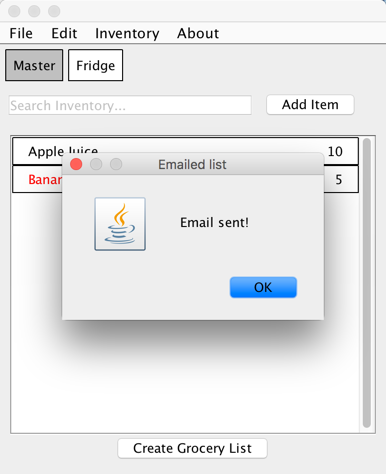 File Edit Inventory About
Master Fridge
Search Inventory...
Add Item
Apple Juice 10
Emailed list
Banan 5
Email sent!
OK
Create Grocery List